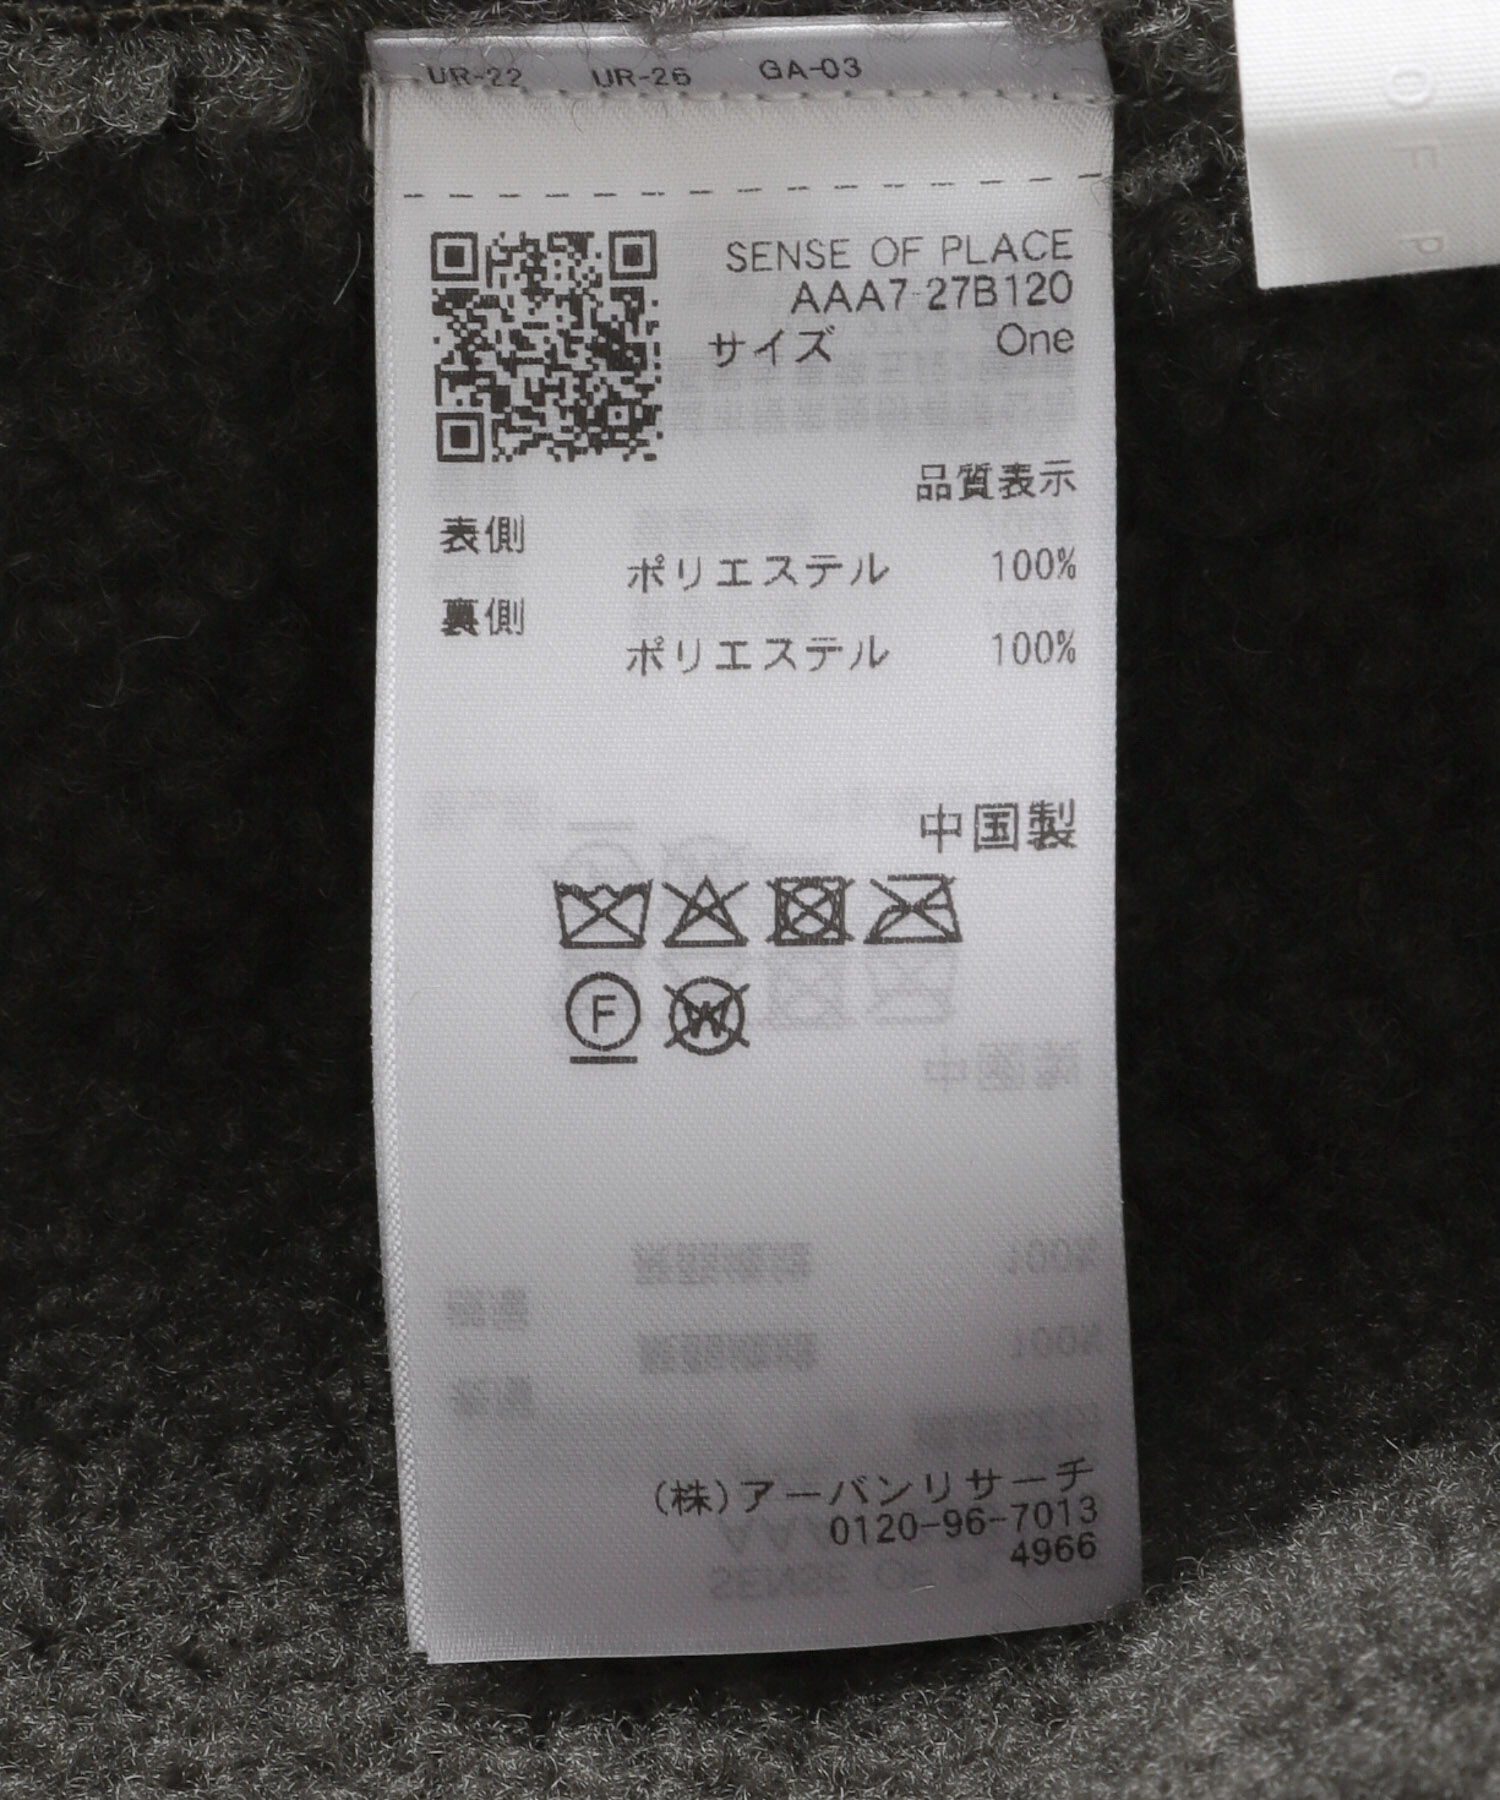 UR-22 UR-26 GA-03
SENSE OF PLACE
AAA7-27B120
サイズ One
品質表示
表側
ポリエステル 100%
裏側
ポリエステル 100%
中国製
F W
(株)アーバンリサーチ
0120-96-7013
4966